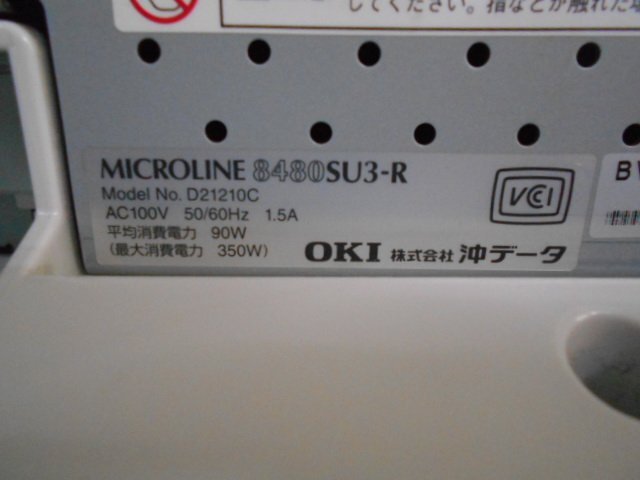 してください。指などが触れた場
MICROLINE 8480SU3-R
Model No. D21210C
AC100V 50/60Hz 1.5A
平均消費電力 90W
(最大消費電力 350W)
VCCI
OKI 株式会社 沖データ